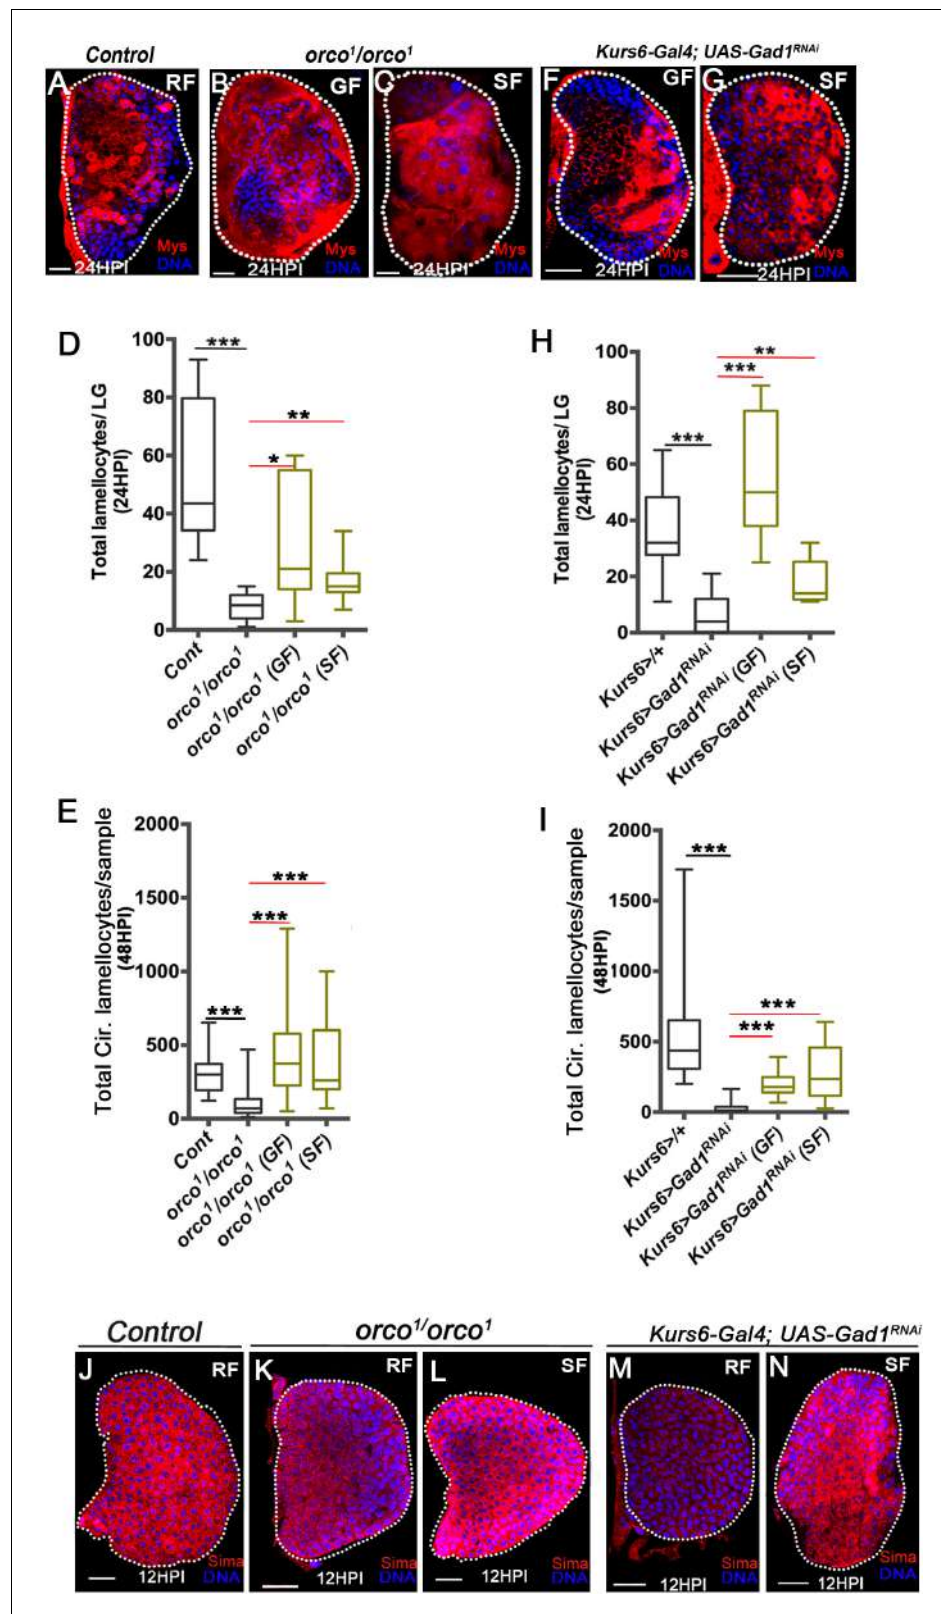 Control
orco¹/orco¹
Kurs6-Gal4; UAS-Gad1ᴿᴺᴬⁱ
A RF
B GF
C SF
F GF
G SF
Mys
24HPI DNA
Mys
24HPI DNA
Mys
24HPI DNA
Mys
24HPI DNA
Mys
24HPI DNA
D
Total lamellocytes/ LG
(24HPI)
100
80
60
40
20
0
***
**
*
Cont
orco¹/orco¹
orco¹/orco¹ (GF)
orco¹/orco¹ (SF)
H
Total lamellocytes/ LG
(24HPI)
100
80
60
40
20
0
**
***
***
Kurs6>/+
Kurs6>Gad1ᴿᴺᴬⁱ
Kurs6>Gad1ᴿᴺᴬⁱ (GF)
Kurs6>Gad1ᴿᴺᴬⁱ (SF)
E
Total Cir. lamellocytes/sample
(48HPI)
2000
1500
1000
500
0
***
***
***
Cont
orco¹/orco¹
orco¹/orco¹ (GF)
orco¹/orco¹ (SF)
I
Total Cir. lamellocytes/sample
(48HPI)
2000
1500
1000
500
0
***
***
***
Kurs6>/+
Kurs6>Gad1ᴿᴺᴬⁱ
Kurs6>Gad1ᴿᴺᴬⁱ (GF)
Kurs6>Gad1ᴿᴺᴬⁱ (SF)
Control
orco¹/orco¹
Kurs6-Gal4; UAS-Gad1ᴿᴺᴬⁱ
J RF
K RF
L SF
M RF
N SF
Sima
12HPI DNA
Sima
12HPI DNA
Sima
12HPI DNA
Sima
12HPI DNA
Sima
12HPI DNA